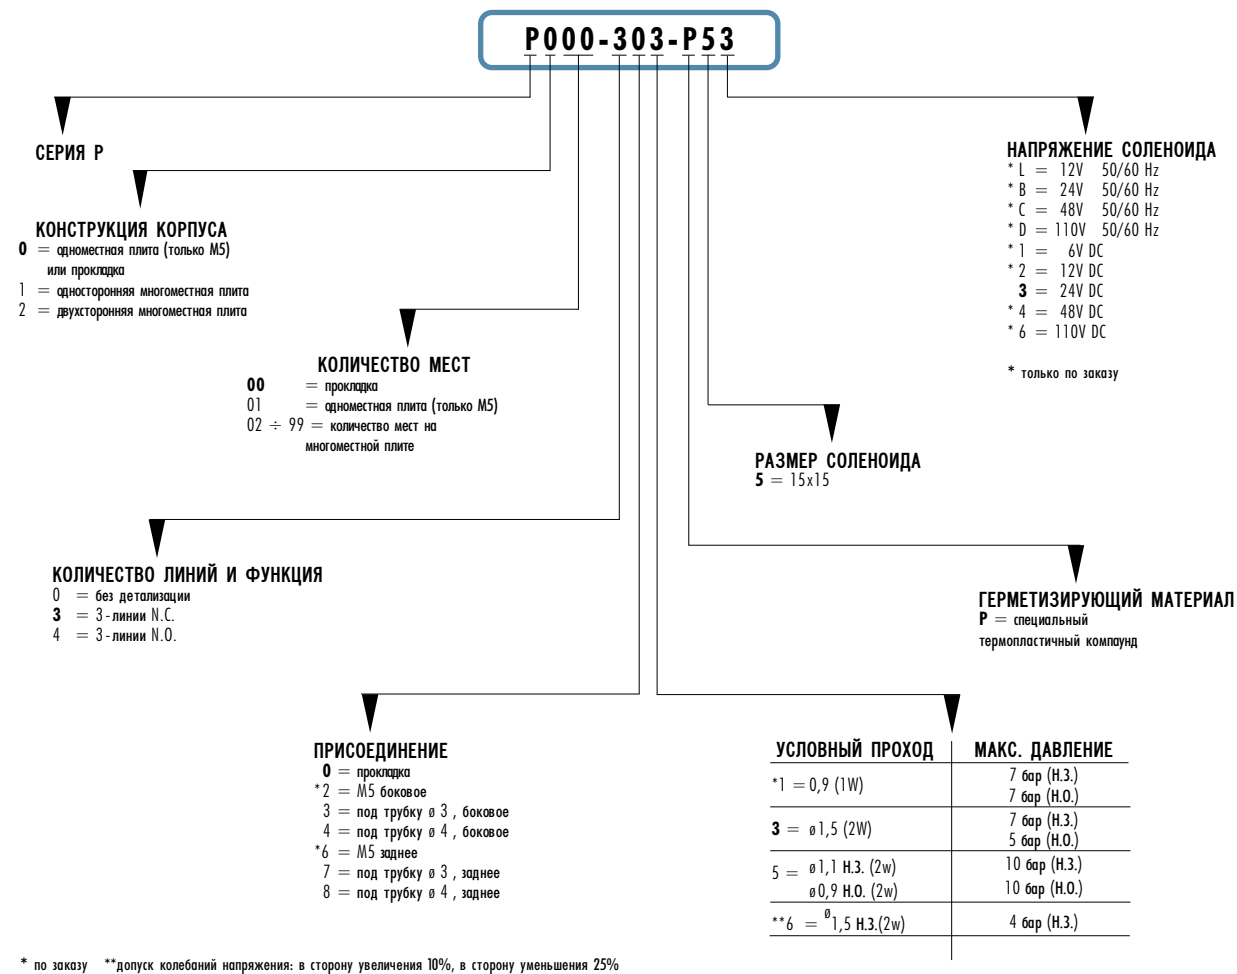 P000-303-P53
СЕРИЯ P
КОНСТРУКЦИЯ КОРПУСА
0 = одноместная плита (только М5)
или прокладка
1 = односторонняя многоместная плита
2 = двухсторонняя многоместная плита
КОЛИЧЕСТВО МЕСТ
00 = прокладка
01 = одноместная плита (только М5)
02 ÷ 99 = количество мест на
многоместной плите
КОЛИЧЕСТВО ЛИНИЙ И ФУНКЦИЯ
0 = без детализации
3 = 3-линии N.C.
4 = 3-линии N.O.
ПРИСОЕДИНЕНИЕ
0 = прокладка
*2 = М5 боковое
3 = под трубку ø 3 , боковое
4 = под трубку ø 4 , боковое
*6 = М5 заднее
7 = под трубку ø 3 , заднее
8 = под трубку ø 4 , заднее
НАПРЯЖЕНИЕ СОЛЕНОИДА
* L = 12V 50/60 Hz
* B = 24V 50/60 Hz
* C = 48V 50/60 Hz
* D = 110V 50/60 Hz
* 1 = 6V DC
* 2 = 12V DC
3 = 24V DC
* 4 = 48V DC
* 6 = 110V DC
* только по заказу
РАЗМЕР СОЛЕНОИДА
5 = 15x15
ГЕРМЕТИЗИРУЮЩИЙ МАТЕРИАЛ
P = специальный
термопластичный компаунд
УСЛОВНЫЙ ПРОХОД МАКС. ДАВЛЕНИЕ
*1 = 0,9 (1W) 7 бар (Н.З.)
7 бар (Н.О.)
3 = ø1,5 (2W) 7 бар (Н.З.)
5 бар (Н.О.)
5 = ø1,1 Н.З. (2w) 10 бар (Н.З.)
ø0,9 Н.О. (2w) 10 бар (Н.О.)
**6 = ø1,5 Н.З.(2w) 4 бар (Н.З.)
* по заказу **допуск колебаний напряжения: в сторону увеличения 10%, в сторону уменьшения 25%